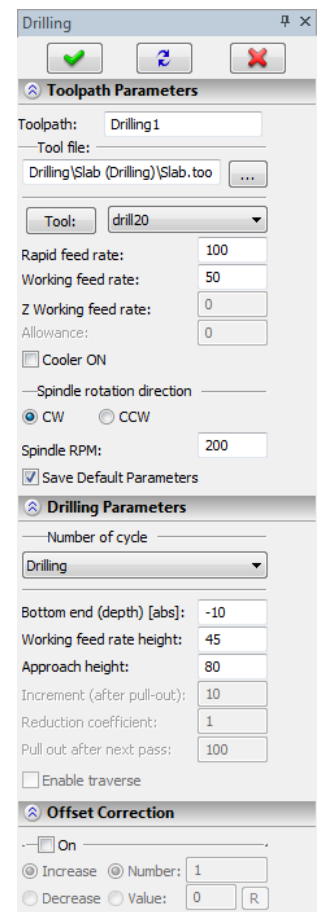 Drilling
Toolpath Parameters
Toolpath: Drilling1
Tool file:
Drilling\Slab (Drilling)\Slab.too ...
Tool: drill20
Rapid feed rate: 100
Working feed rate: 50
Z Working feed rate: 0
Allowance: 0
Cooler ON
Spindle rotation direction
CW CCW
Spindle RPM: 200
Save Default Parameters
Drilling Parameters
Number of cycle
Drilling
Bottom end (depth) [abs]: -10
Working feed rate height: 45
Approach height: 80
Increment (after pull-out): 10
Reduction coefficient: 1
Pull out after next pass: 100
Enable traverse
Offset Correction
On
Increase Number: 1
Decrease Value: 0 R